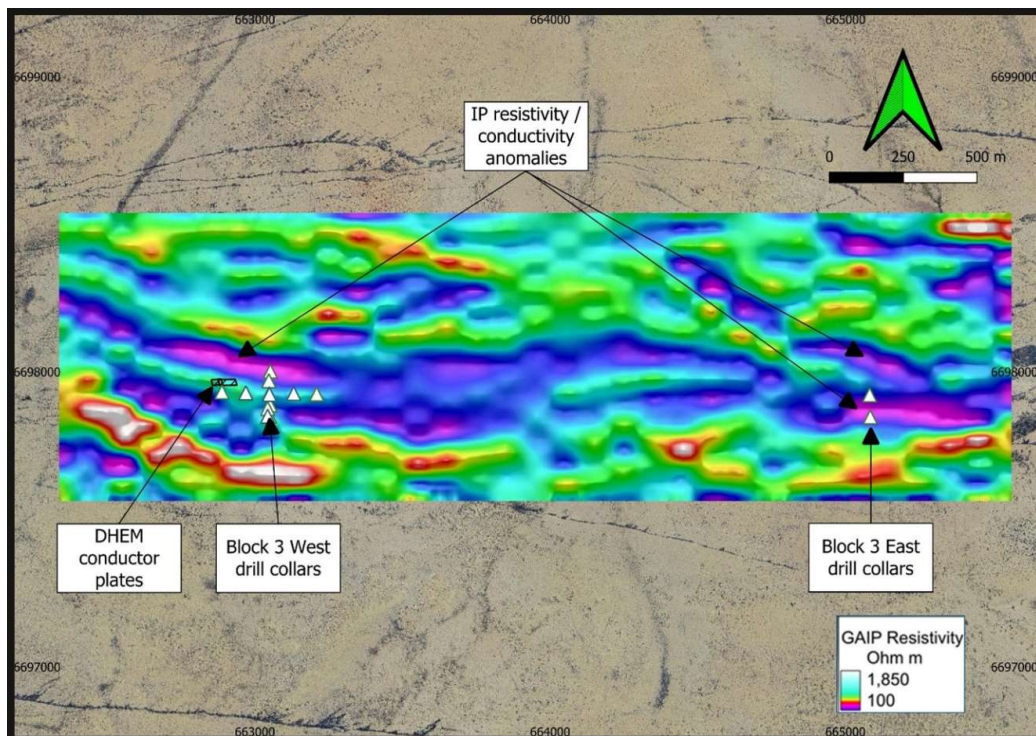 663000
664000
665000
6699000
6699000
IP resistivity /
conductivity
anomalies
0
250
500 m
6698000
6698000
DHEM
conductor
plates
Block 3 West
drill collars
Block 3 East
drill collars
GAIP Resistivity
Ohm m
1,850
100
6697000
6697000
663000
664000
665000